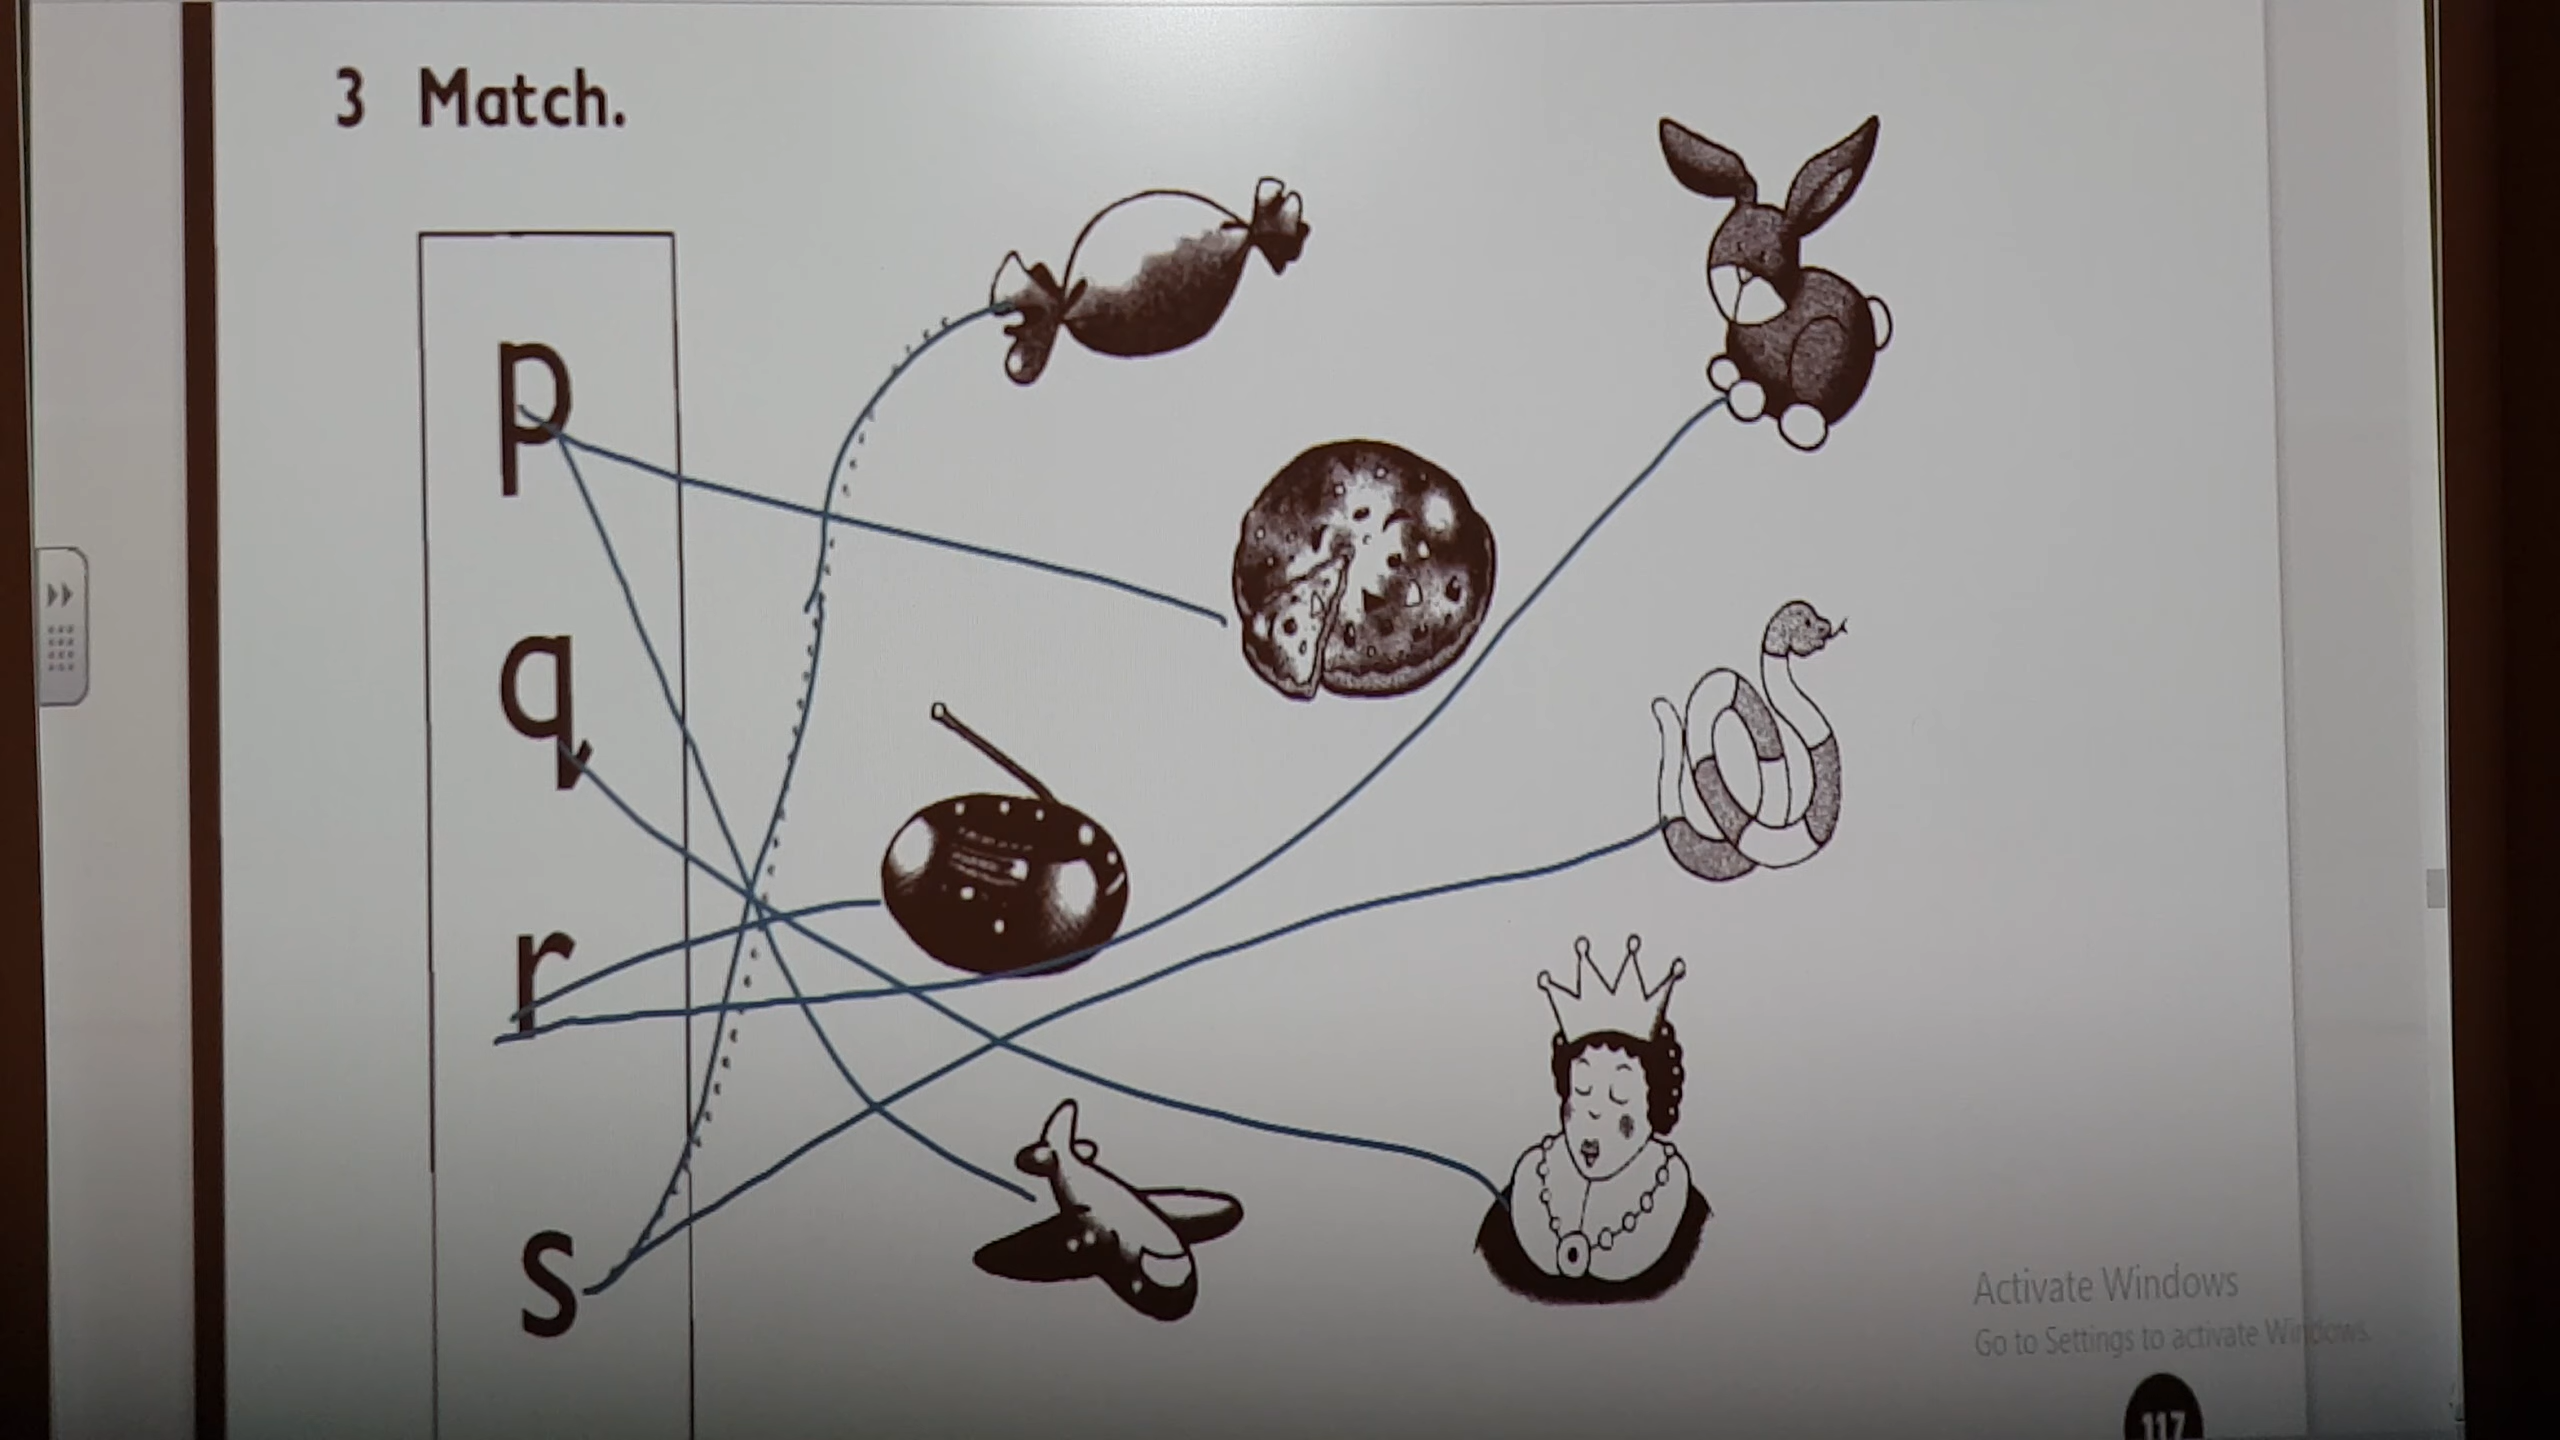 3 Match.
p
q
r
s
Activate Windows
Go to Settings to activate Windows.
117